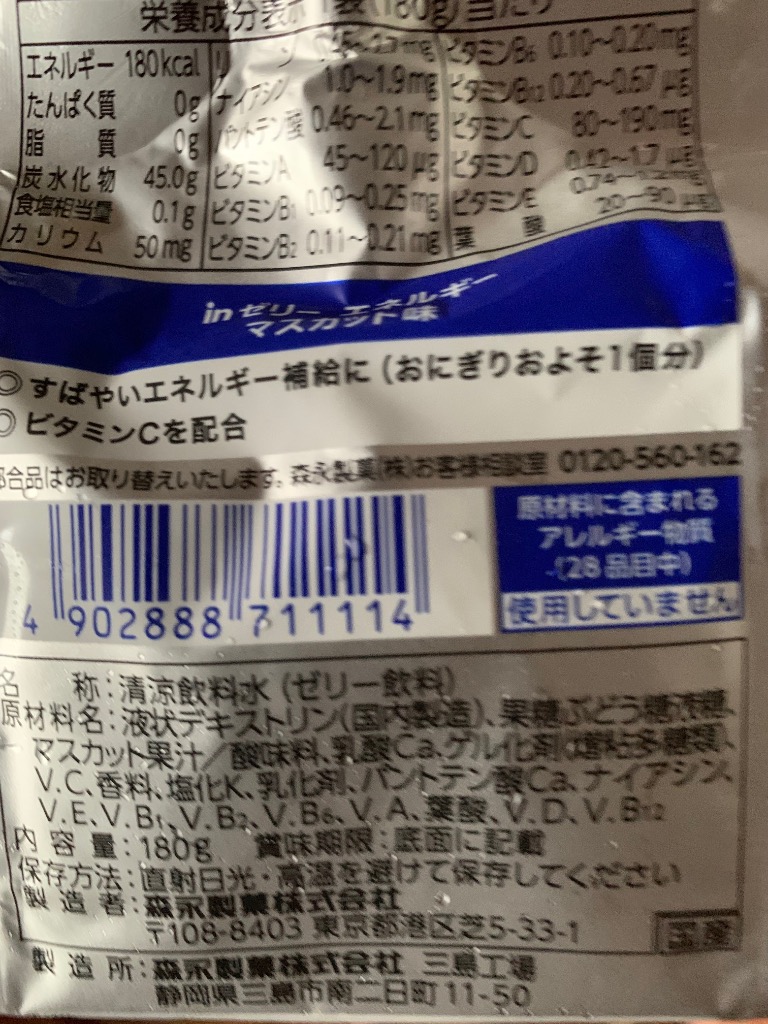 栄養成分表示 1袋(180g)当たり
エネルギー 180kcal
たんぱく質 0g
脂質 0g
炭水化物 45.0g
食塩相当量 0.1g
カリウム 50mg
ナイアシン 1.0〜1.9mg
パントテン酸 0.46〜2.1mg
ビタミンA 45〜120μg
ビタミンB1 0.09〜0.25mg
ビタミンB2 0.11〜0.21mg
ビタミンB6 0.10〜0.20mg
ビタミンB12 0.20〜0.67μg
ビタミンC 80〜190mg
ビタミンD 0.42〜1.7μg
ビタミンE
葉酸 20〜90μg
inゼリー エネルギー
マスカット味
◎すばやいエネルギー補給に(おにぎりおよそ1個分)
◎ビタミンCを配合
合品はお取り替えいたします。森永製菓(株)お客様相談室 0120-560-162
原材料に含まれる
アレルギー物質
(28品目中)
使用していません
4 902888 711114
名称:清涼飲料水(ゼリー飲料)
原材料名:液状デキストリン(国内製造)、果糖ぶどう糖液糖、
マスカット果汁/酸味料、乳酸Ca、ゲル化剤(増粘多糖類)、
V.C、香料、塩化K、乳化剤、パントテン酸Ca、ナイアシン、
V.E、V.B1、V.B2、V.B6、V.A、葉酸、V.D、V.B12
内容量:180g 賞味期限:底面に記載
保存方法:直射日光・高温を避けて保存してください
製造者:森永製菓株式会社
〒108-8403 東京都港区芝5-33-1
国産
製造所:森永製菓株式会社 三島工場
静岡県三島市南二日町11-50